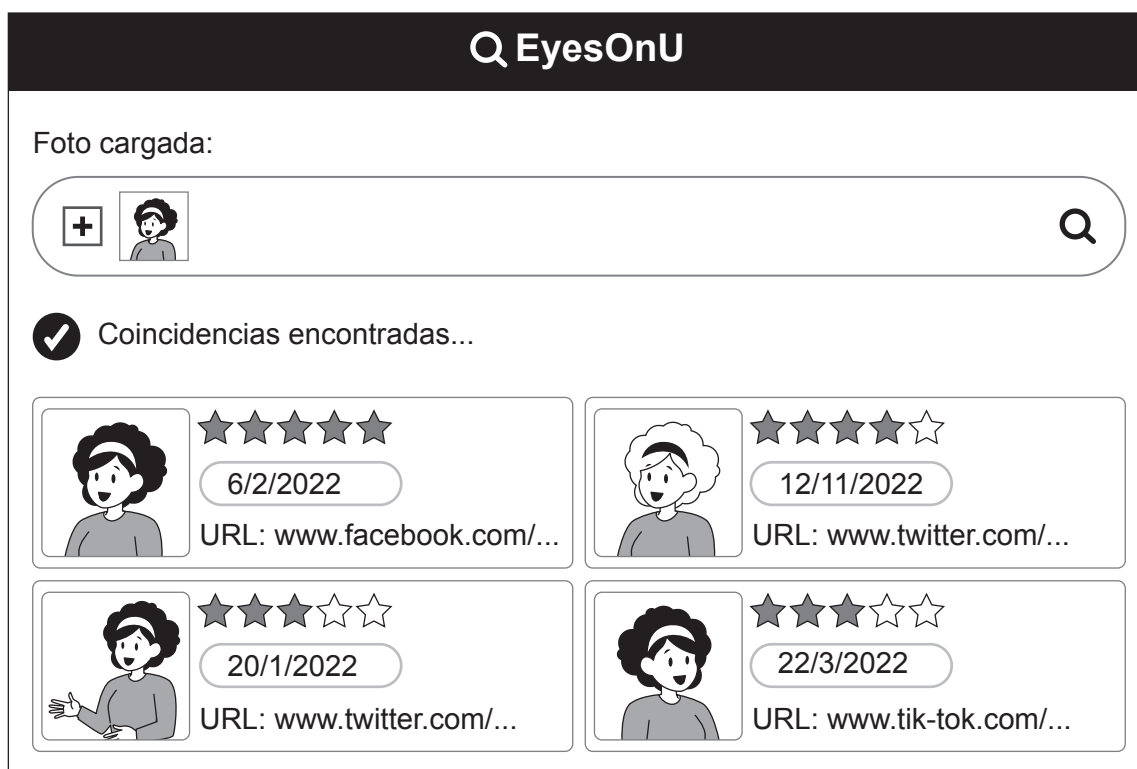 EyesOnU
Foto cargada:
Coincidencias encontradas...
6/2/2022
URL: www.facebook.com/...
12/11/2022
URL: www.twitter.com/...
20/1/2022
URL: www.twitter.com/...
22/3/2022
URL: www.tik-tok.com/...